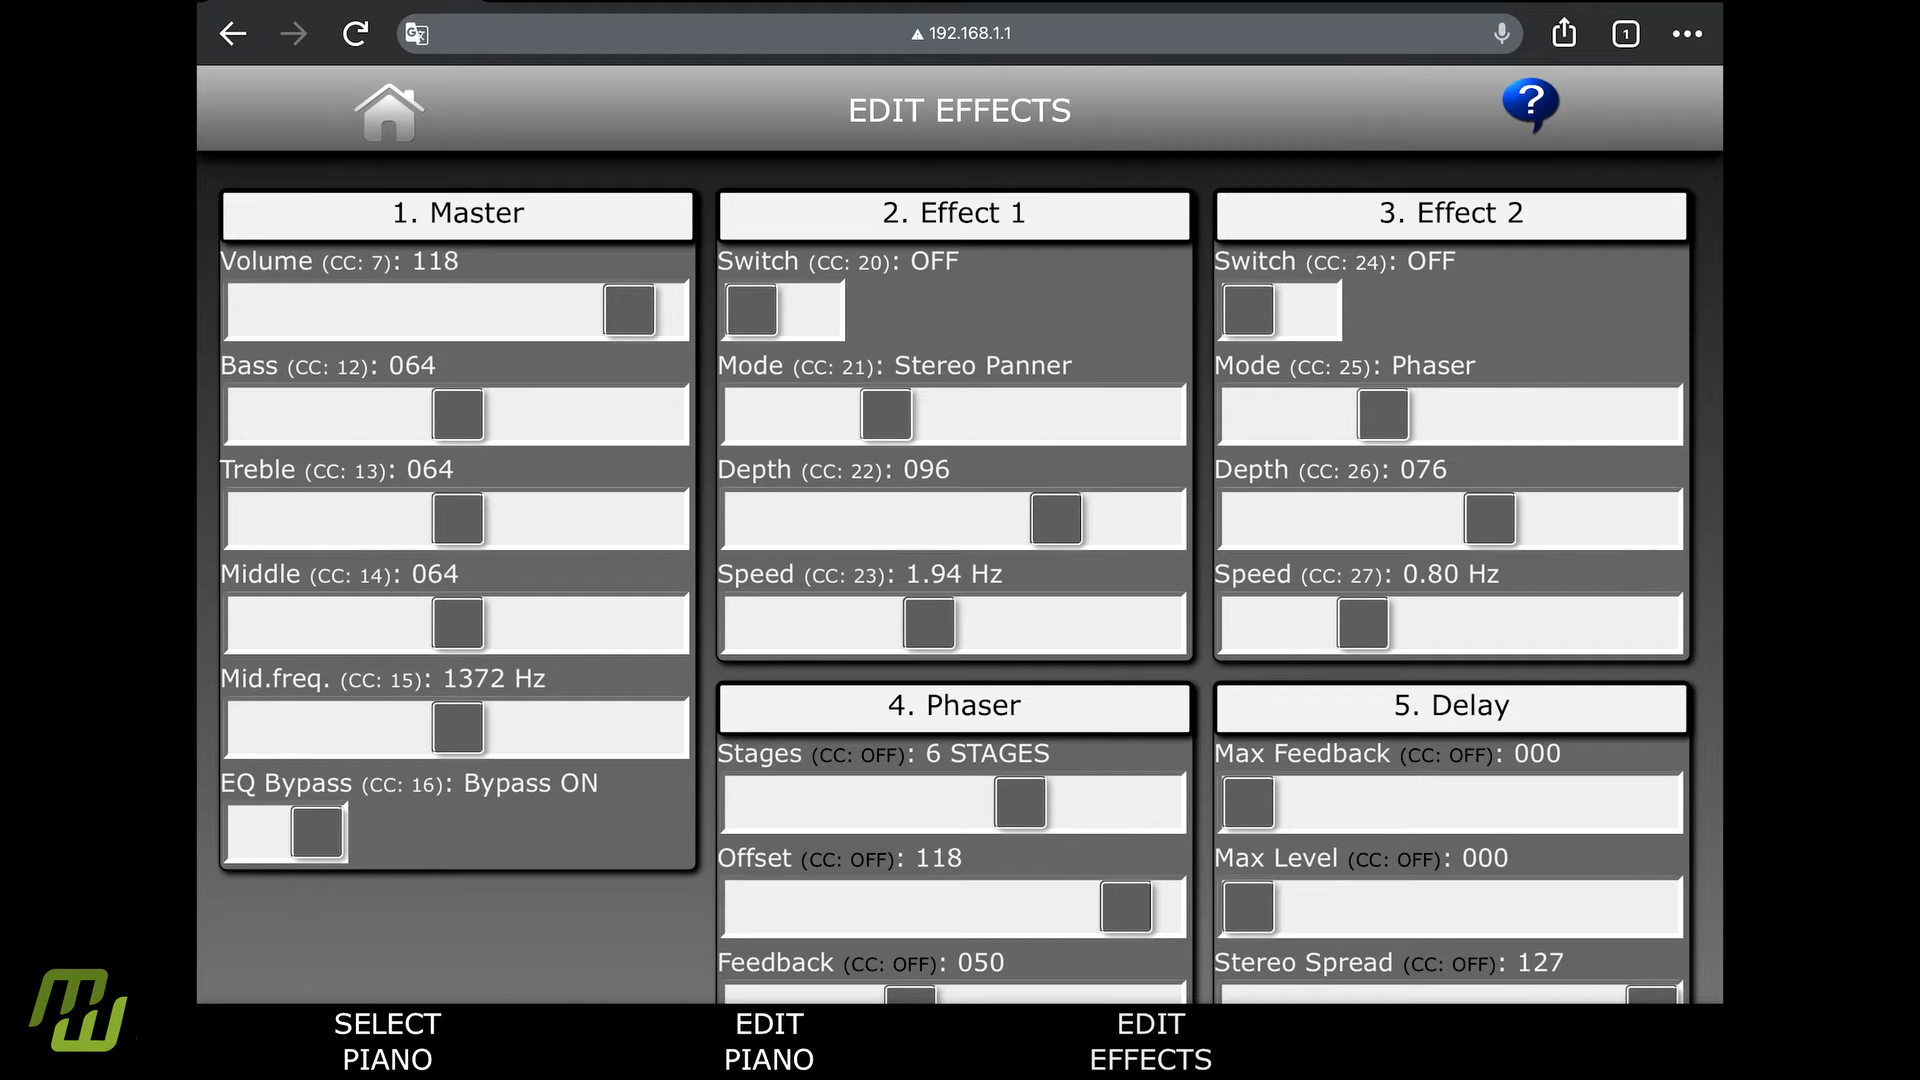 192.168.1.1
1
EDIT EFFECTS
?
1. Master
Volume (CC: 7): 118
Bass (CC: 12): 064
Treble (CC: 13): 064
Middle (CC: 14): 064
Mid.freq. (CC: 15): 1372 Hz
EQ Bypass (CC: 16): Bypass ON
2. Effect 1
Switch (CC: 20): OFF
Mode (CC: 21): Stereo Panner
Depth (CC: 22): 096
Speed (CC: 23): 1.94 Hz
3. Effect 2
Switch (CC: 24): OFF
Mode (CC: 25): Phaser
Depth (CC: 26): 076
Speed (CC: 27): 0.80 Hz
4. Phaser
Stages (CC: OFF): 6 STAGES
Offset (CC: OFF): 118
Feedback (CC: OFF): 050
5. Delay
Max Feedback (CC: OFF): 000
Max Level (CC: OFF): 000
Stereo Spread (CC: OFF): 127
SELECT
PIANO
EDIT
PIANO
EDIT
EFFECTS